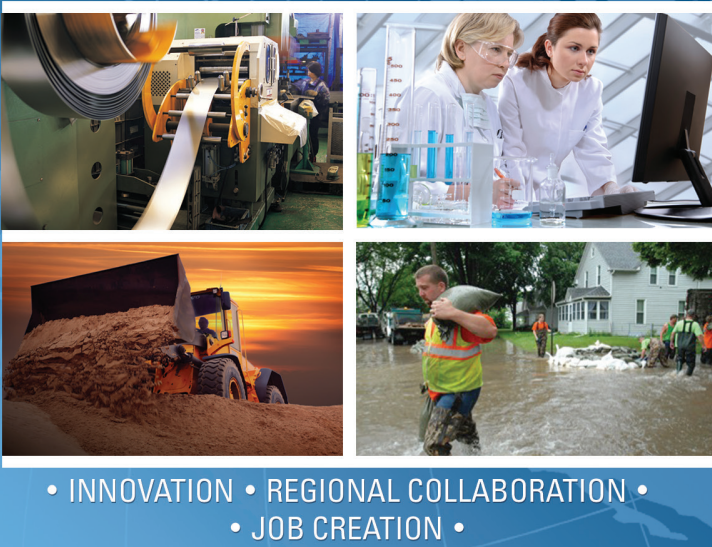 • INNOVATION • REGIONAL COLLABORATION •
• JOB CREATION •